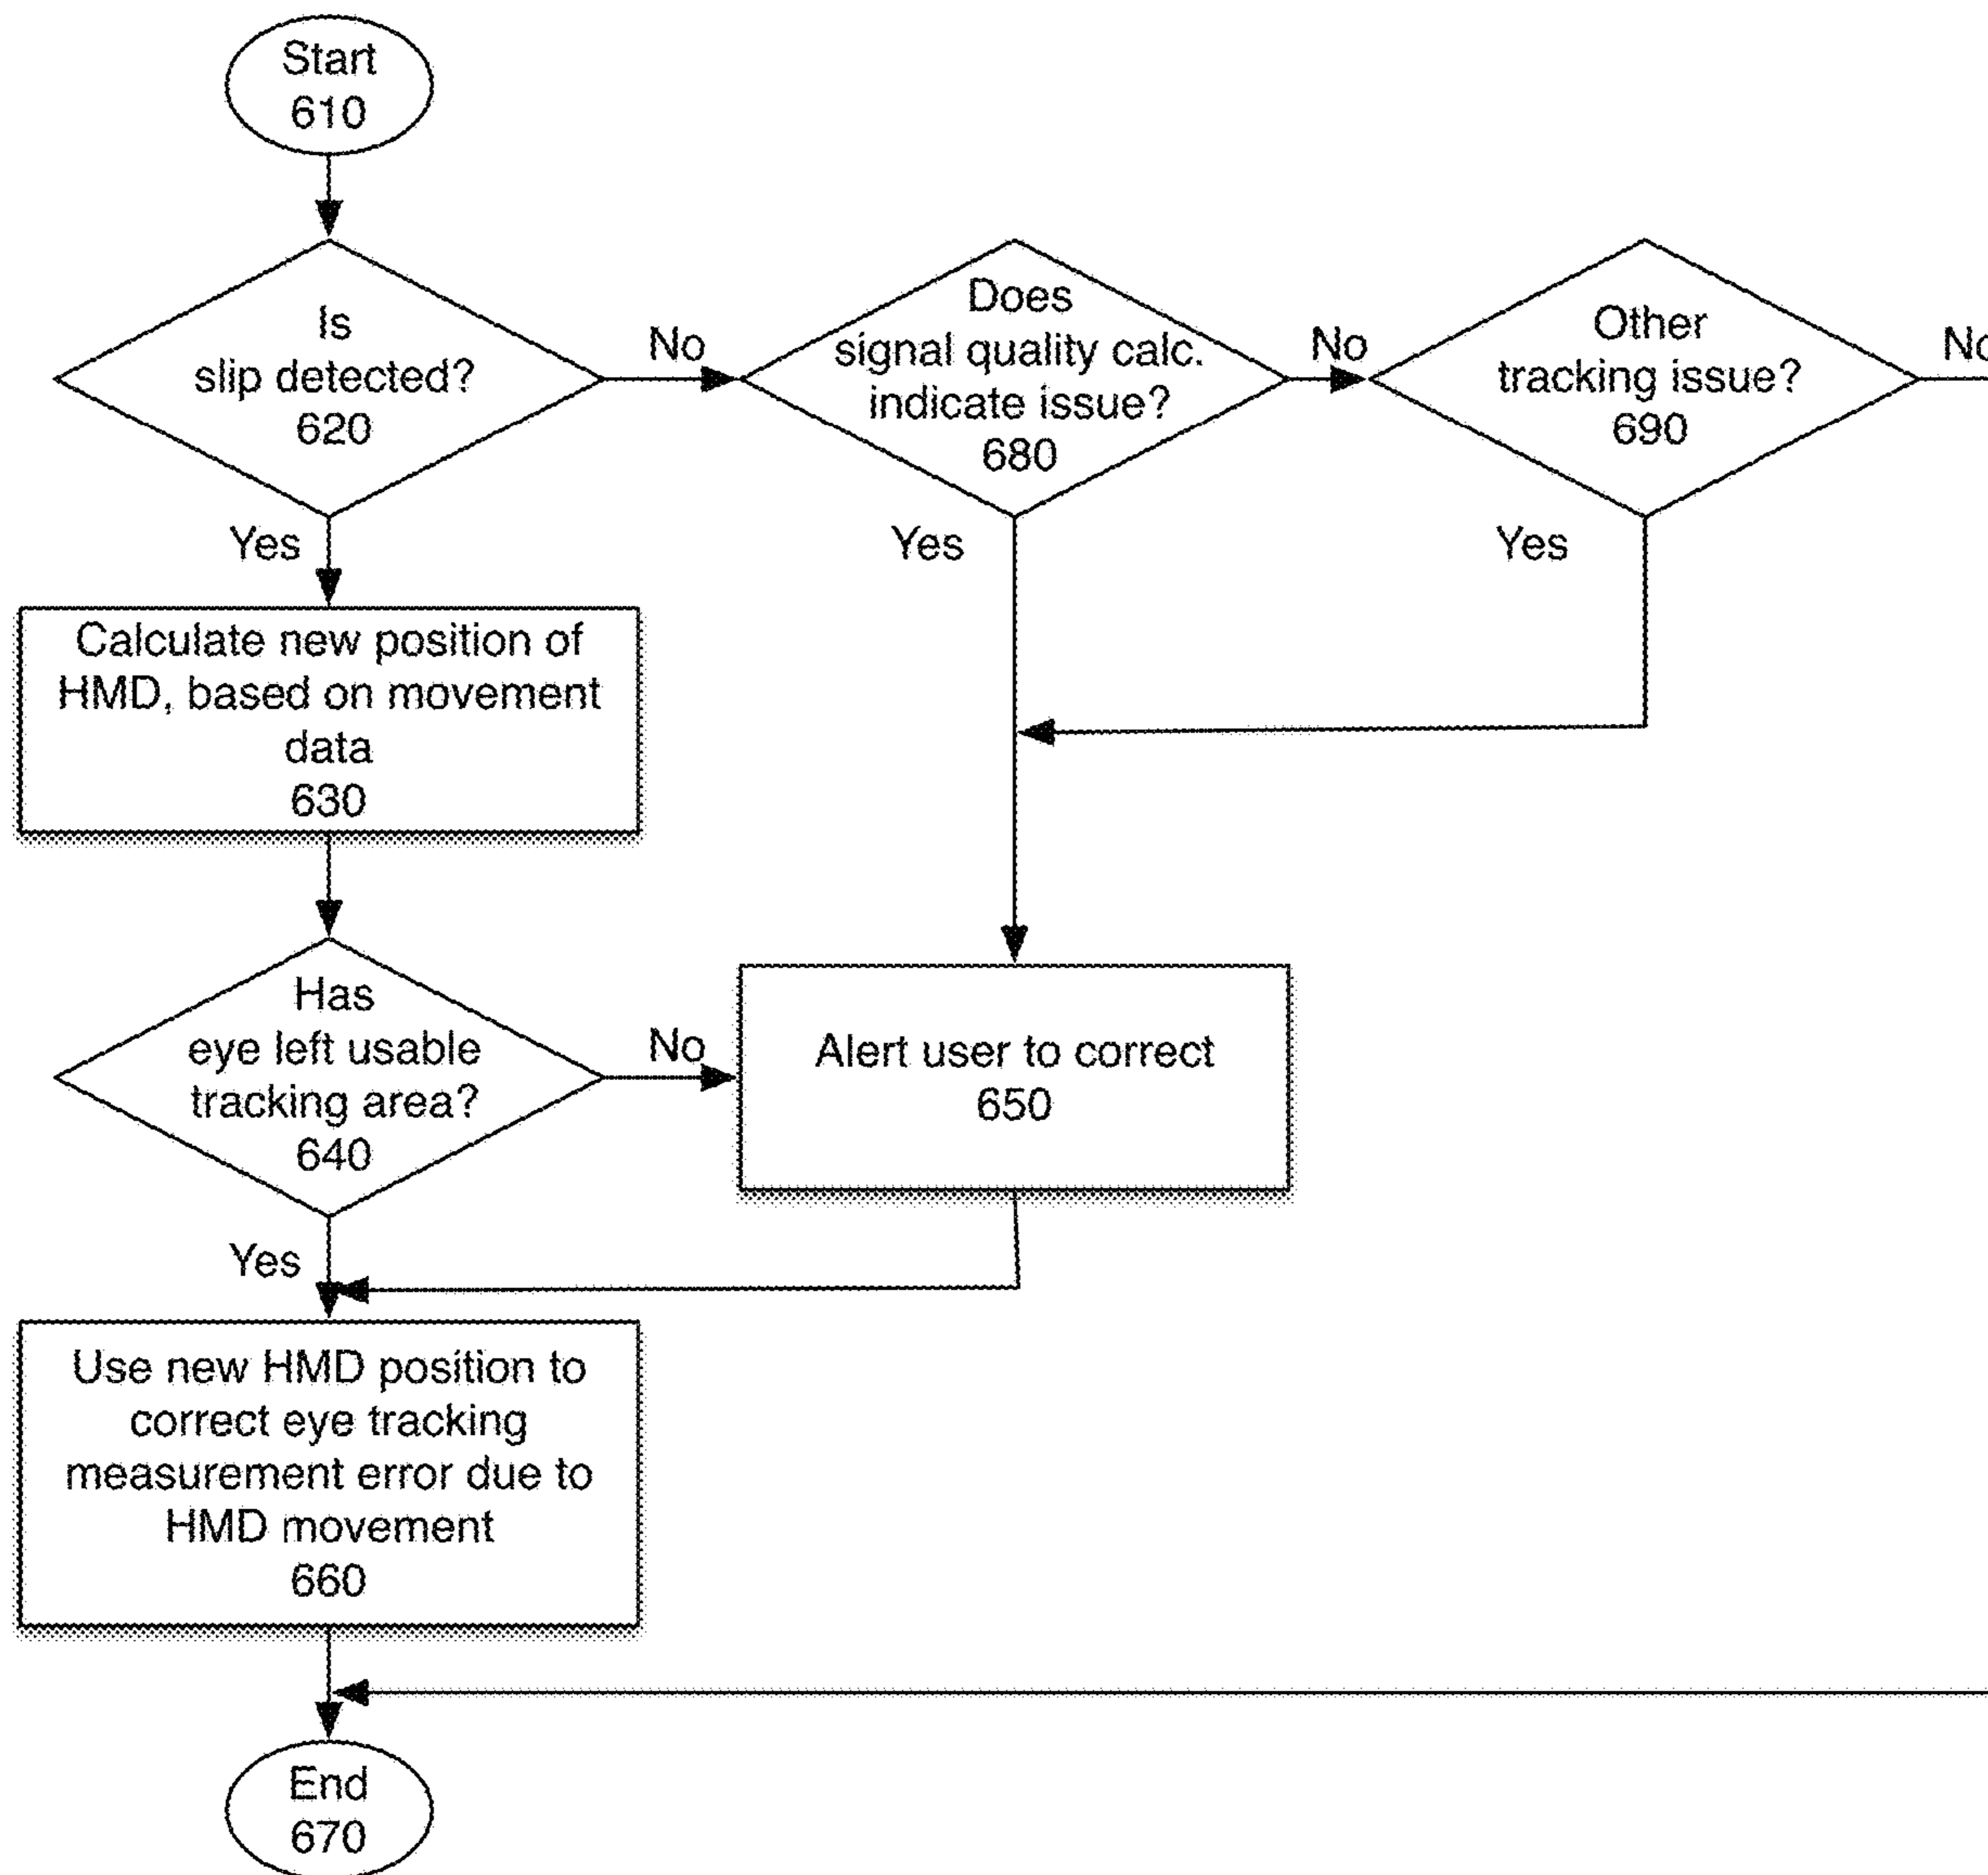 Start
610
Is
slip detected?
620
No
Does
signal quality calc.
indicate issue?
680
No
Other
tracking issue?
690
No
Yes
Yes
Yes
Calculate new position of
HMD, based on movement
data
630
Has
eye left usable
tracking area?
640
No
Alert user to correct
650
Yes
Use new HMD position to
correct eye tracking
measurement error due to
HMD movement
660
End
670